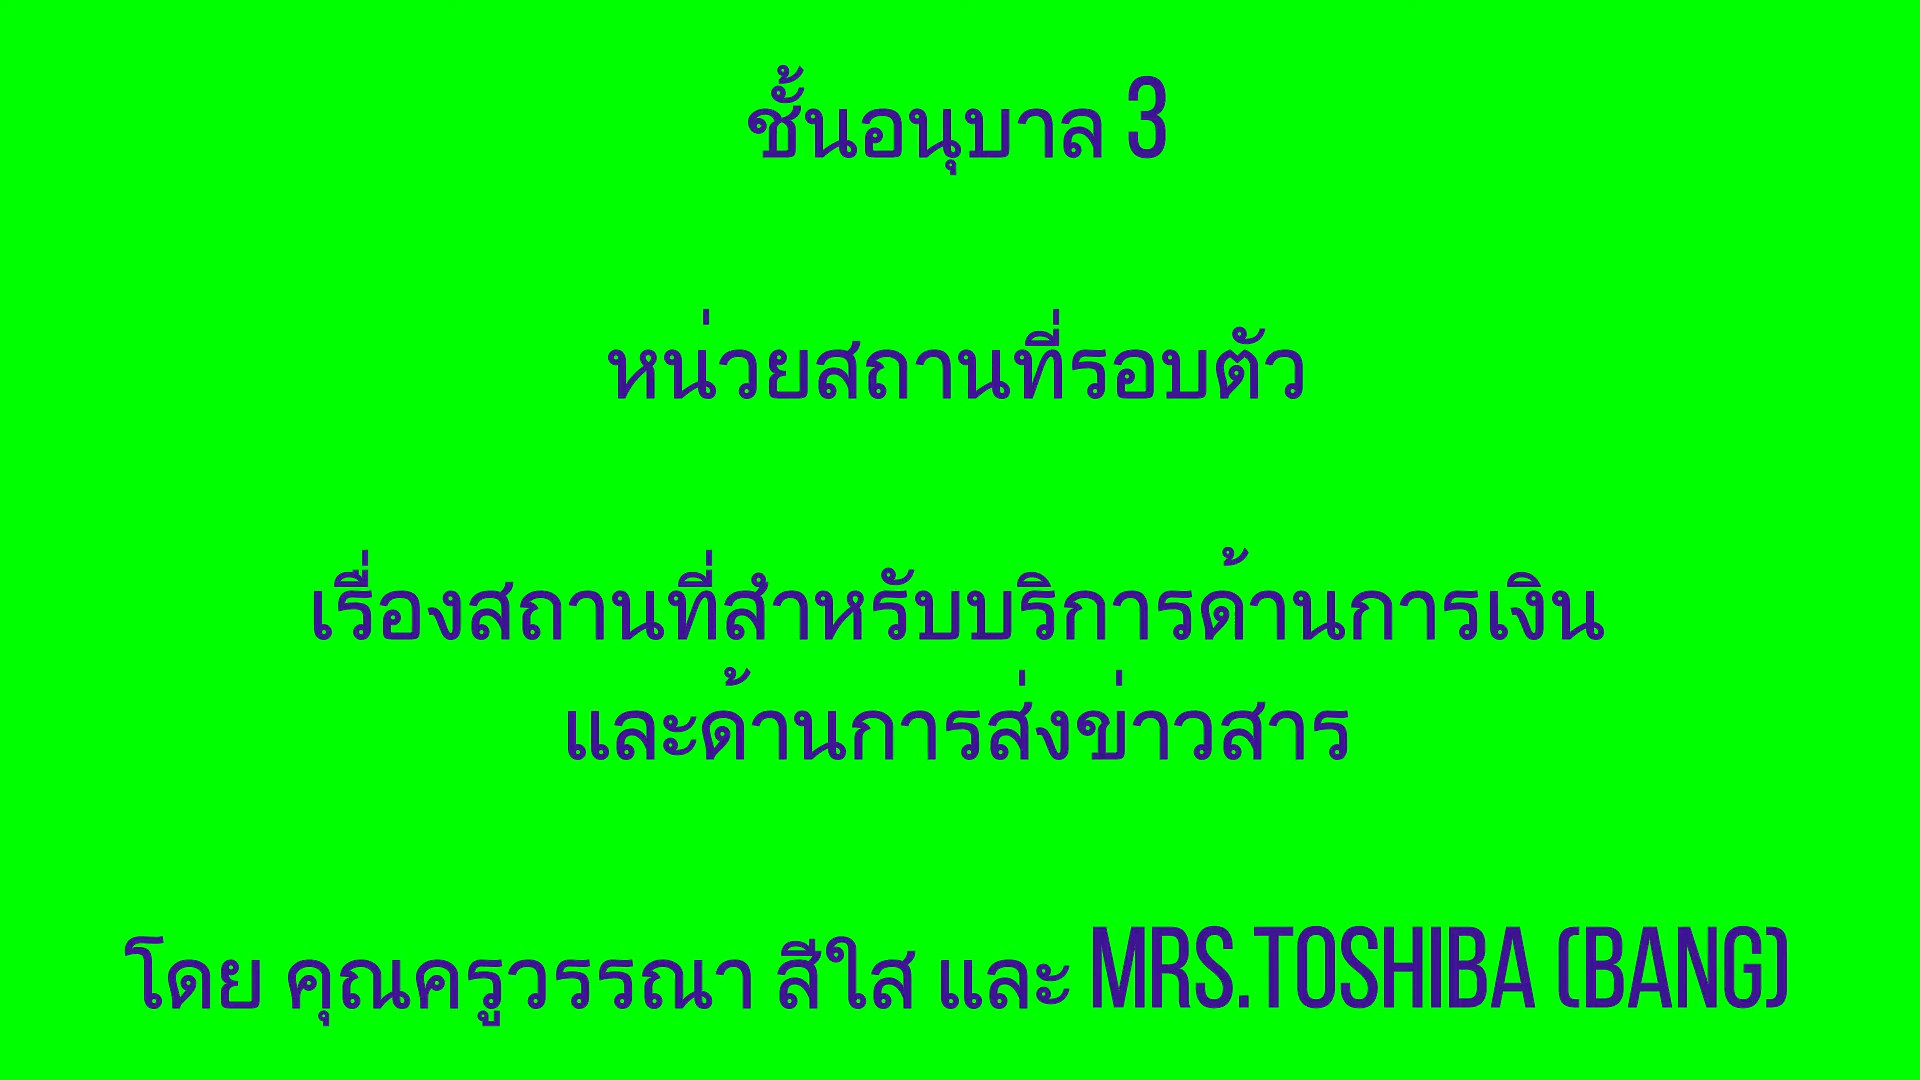 ชั้นอนุบาล 3
หน่วยสถานที่รอบตัว
เรื่องสถานที่สำหรับบริการด้านการเงิน
และด้านการส่งข่าวสาร
โดย คุณครูวรรณา สีใส และ MRS.TOSHIBA (BANG)